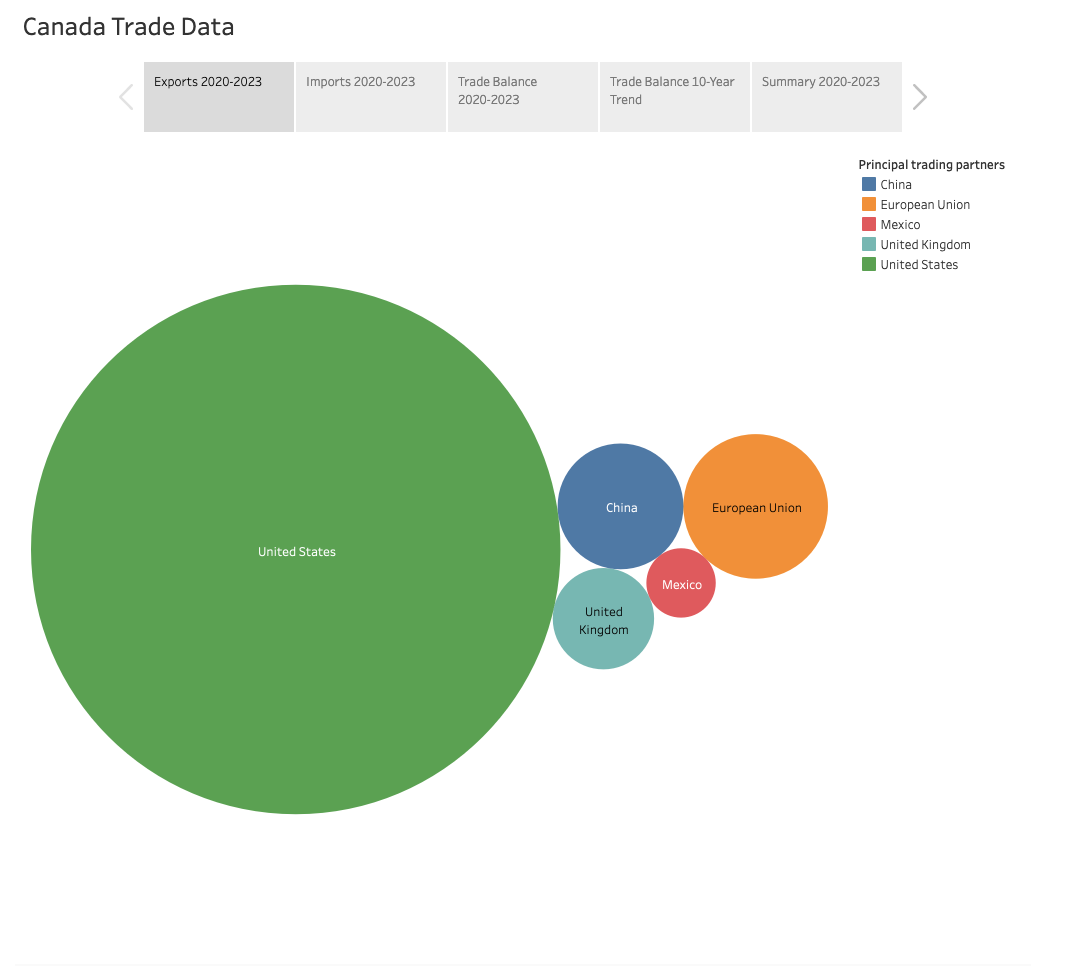 Canada Trade Data
Exports 2020-2023
Imports 2020-2023
Trade Balance
2020-2023
Trade Balance 10-Year
Trend
Summary 2020-2023
Principal trading partners
China
European Union
Mexico
United Kingdom
United States
United States
China
European Union
Mexico
United
Kingdom